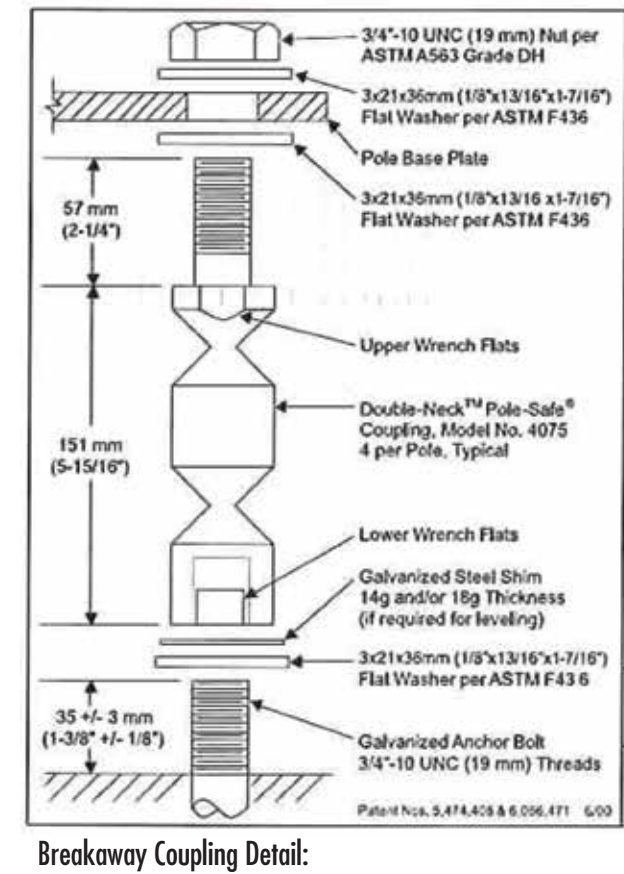 3/4"-10 UNC (19 mm) Nut per
ASTM A563 Grade DH
3x21x36mm (1/8"x13/16"x1-7/16")
Flat Washer per ASTM F436
Pole Base Plate
3x21x36mm (1/8"x13/16 x1-7/16")
Flat Washer per ASTM F436
57 mm
(2-1/4")
Upper Wrench Flats
Double-Neck™ Pole-Safe®
Coupling, Model No. 4075
4 per Pole, Typical
151 mm
(5-15/16")
Lower Wrench Flats
Galvanized Steel Shim
14g and/or 18g Thickness
(if required for leveling)
3x21x36mm (1/8"x13/16"x1-7/16")
Flat Washer per ASTM F43 6
35 +/- 3 mm
(1-3/8" +/- 1/8")
Galvanized Anchor Bolt
3/4"-10 UNC (19 mm) Threads
Patent Nos. 5,474,408 & 6,056,471 6/00
Breakaway Coupling Detail: